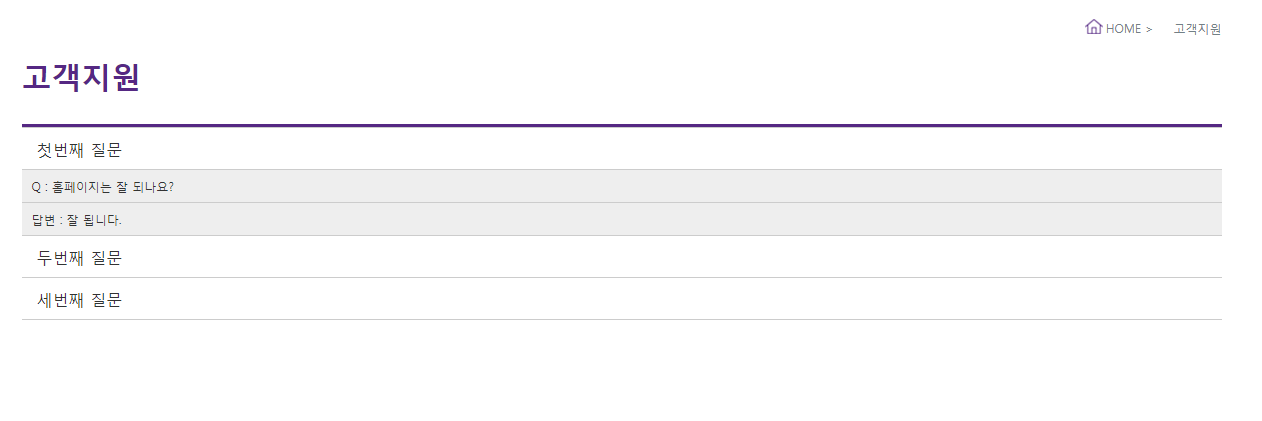 HOME > 고객지원
고객지원
첫번째 질문
Q : 홈페이지는 잘 되나요?
답변 : 잘 됩니다.
두번째 질문
세번째 질문